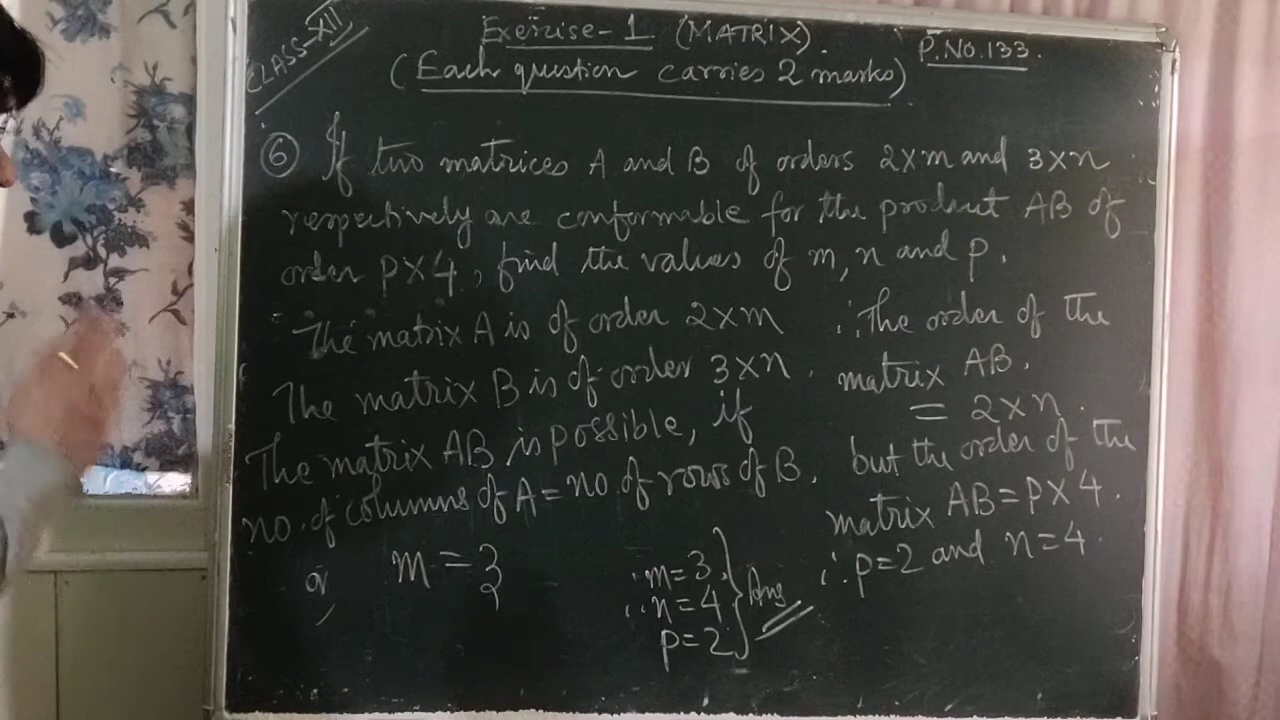 CLASS-XII
Exercise-1 (MATRIX).
P.NO.133.
(Each question carries 2 marks)
⑥ If two matrices A and B of orders 2×m and 3×n
respectively are conformable for the product AB of
order P×4, find the values of m, n and p.
The matrix A is of order 2×m
The matrix B is of order 3×n.
The matrix AB is possible, if
no. of columns of A = no. of rows of B.
or, m = 3
∴ The order of the
matrix AB.
= 2×n.
but the order of the
matrix AB = P×4.
∴ p=2 and n=4.
∴ m=3,
∴ n=4
p=2
} Ans